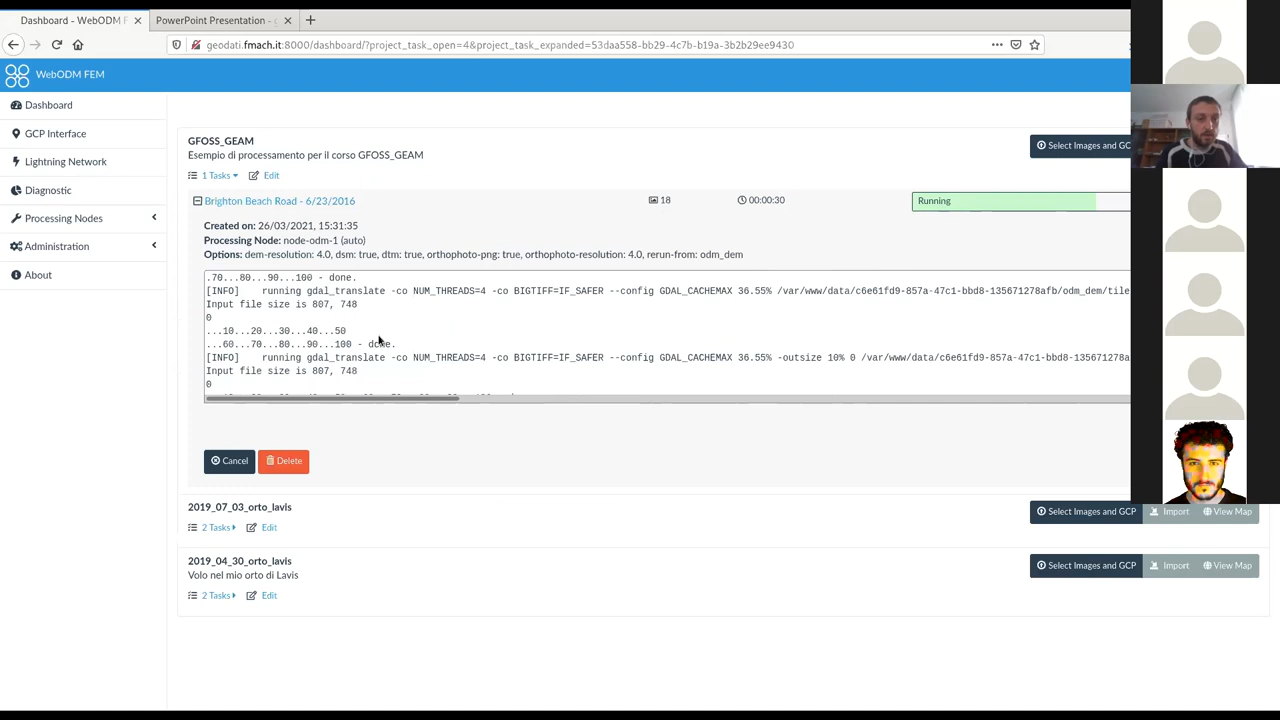 Dashboard - WebODM F
PowerPoint Presentation -
geodati.fmach.it:8000/dashboard/?project_task_open=4&project_task_expanded=53daa558-bb29-4c7b-b19a-3b2b29ee9430
WebODM FEM
Dashboard
GCP Interface
Lightning Network
Diagnostic
Processing Nodes
Administration
About
GFOSS_GEAM
Esempio di processamento per il corso GFOSS_GEAM
Select Images and GC
1 Tasks Edit
Brighton Beach Road - 6/23/2016 18 00:00:30 Running
Created on: 26/03/2021, 15:31:35
Processing Node: node-odm-1 (auto)
Options: dem-resolution: 4.0, dsm: true, dtm: true, orthophoto-png: true, orthophoto-resolution: 4.0, rerun-from: odm_dem
.70...80...90...100 - done.
[INFO] running gdal_translate -co NUM_THREADS=4 -co BIGTIFF=IF_SAFER --config GDAL_CACHEMAX 36.55% /var/www/data/c6e61fd9-857a-47c1-bbd8-135671278afb/odm_dem/tile
Input file size is 807, 748
0
...10...20...30...40...50
...60...70...80...90...100 - done.
[INFO] running gdal_translate -co NUM_THREADS=4 -co BIGTIFF=IF_SAFER --config GDAL_CACHEMAX 36.55% -outsize 10% 0 /var/www/data/c6e61fd9-857a-47c1-bbd8-135671278a
Input file size is 807, 748
0
Cancel Delete
2019_07_03_orto_lavis
Select Images and GCP Import View Map
2 Tasks Edit
2019_04_30_orto_lavis
Volo nel mio orto di Lavis
Select Images and GCP Import View Map
2 Tasks Edit